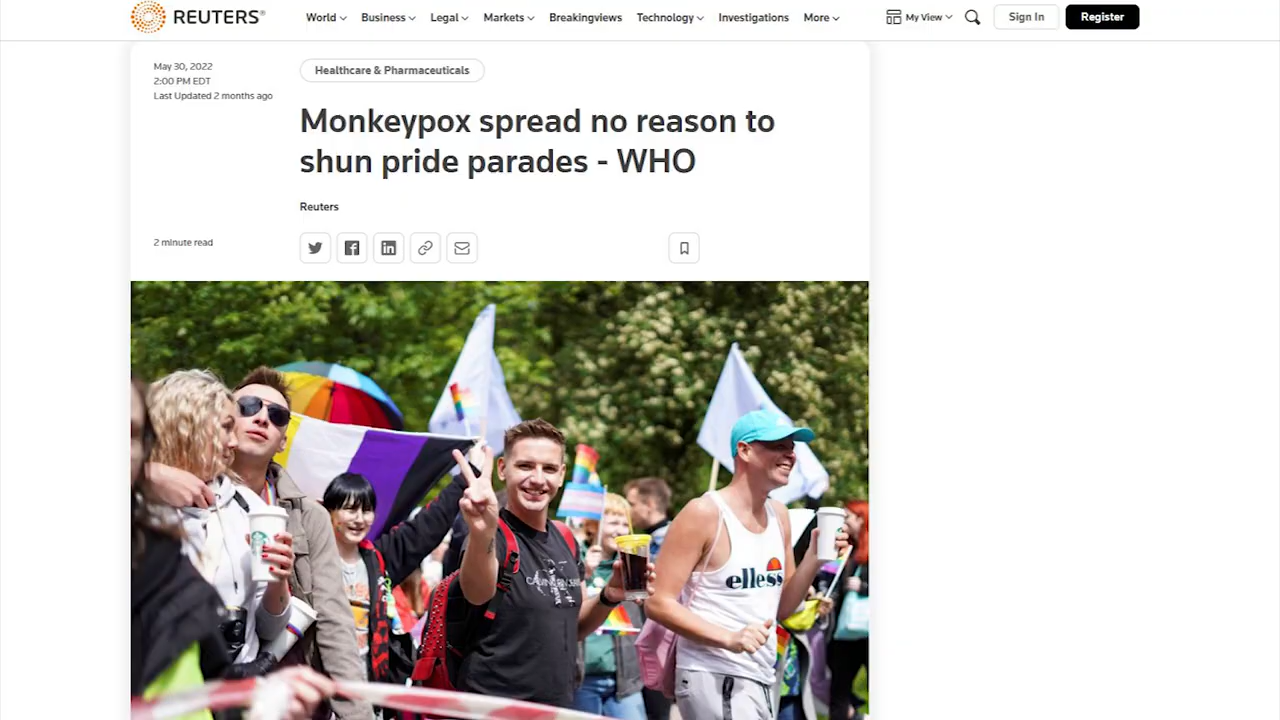 REUTERS®
World Business Legal Markets Breakingviews Technology Investigations More My View Sign In Register
May 30, 2022
2:00 PM EDT
Last Updated 2 months ago
Healthcare & Pharmaceuticals
Monkeypox spread no reason to
shun pride parades - WHO
Reuters
2 minute read
ellesse